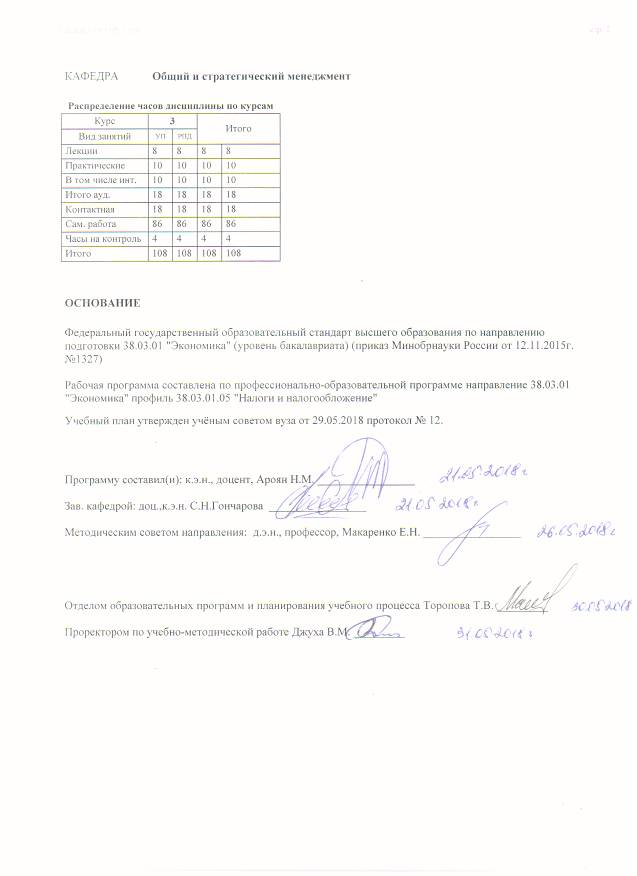 КАФЕДРА Общий и стратегический менеджмент
Распределение часов дисциплины по курсам
Курс 3 Итого
Вид занятий УП РПД
Лекции 8 8 8 8
Практические 10 10 10 10
В том числе инт. 10 10 10 10
Итого ауд. 18 18 18 18
Контактная 18 18 18 18
Сам. работа 86 86 86 86
Часы на контроль 4 4 4 4
Итого 108 108 108 108
ОСНОВАНИЕ
Федеральный государственный образовательный стандарт высшего образования по направлению
подготовки 38.03.01 "Экономика" (уровень бакалавриата) (приказ Минобрнауки России от 12.11.2015г.
№1327)
Рабочая программа составлена по профессионально-образовательной программе направление 38.03.01
"Экономика" профиль 38.03.01.05 "Налоги и налогообложение"
Учебный план утвержден учёным советом вуза от 29.05.2018 протокол № 12.
Программу составил(и): к.э.н., доцент, Ароян Н.М. 21.05.2018 г
Зав. кафедрой: доц.,к.э.н. С.Н.Гончарова 21.05 2018 г
Методическим советом направления: д.э.н., профессор, Макаренко Е.Н. 26.05.2018 г
Отделом образовательных программ и планирования учебного процесса Торопова Т.В. 30.05 2018
Проректором по учебно-методической работе Джуха В.М. 31.05 2018 г